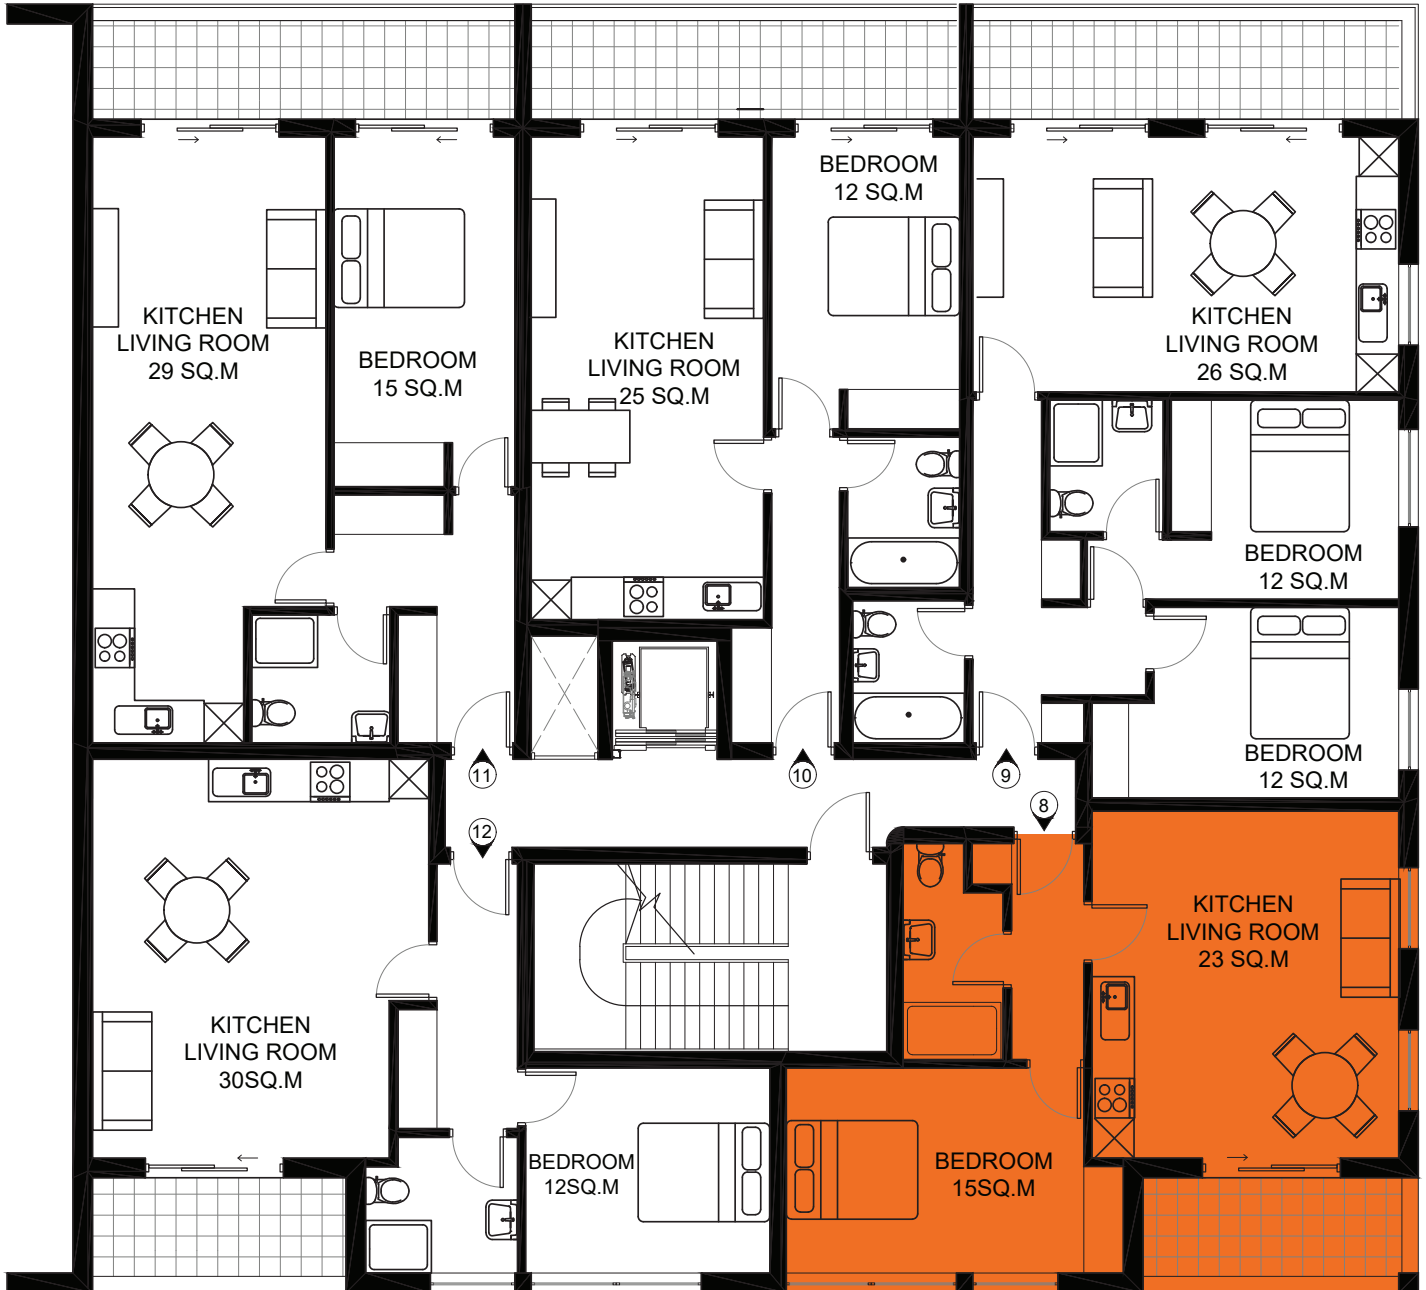 BEDROOM
12 SQ.M
KITCHEN
LIVING ROOM
29 SQ.M
BEDROOM
15 SQ.M
KITCHEN
LIVING ROOM
25 SQ.M
KITCHEN
LIVING ROOM
26 SQ.M
BEDROOM
12 SQ.M
BEDROOM
12 SQ.M
11
10
9
8
12
KITCHEN
LIVING ROOM
23 SQ.M
KITCHEN
LIVING ROOM
30SQ.M
BEDROOM
12SQ.M
BEDROOM
15SQ.M